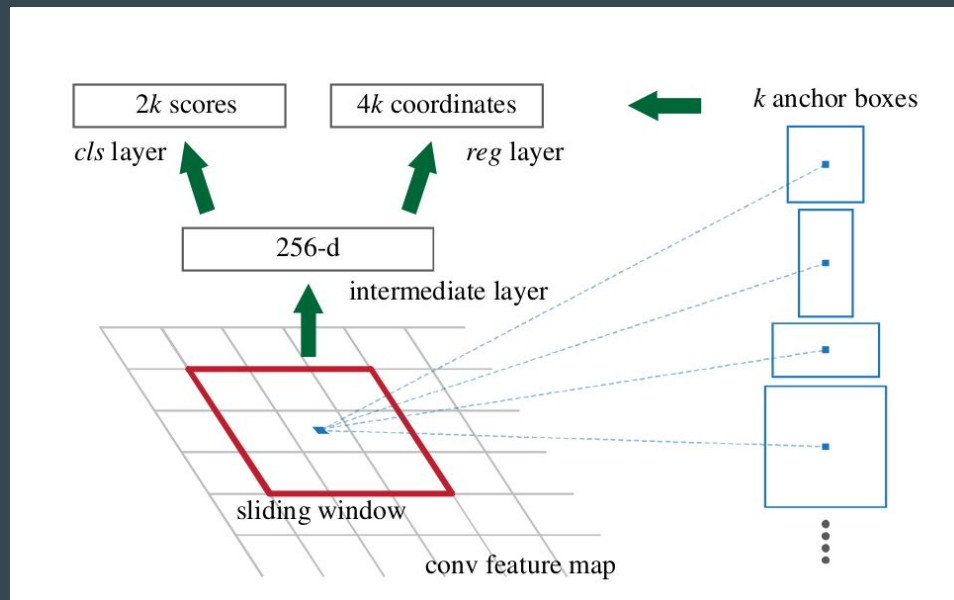 2k scores
4k coordinates
k anchor boxes
cls layer
reg layer
256-d
intermediate layer
sliding window
conv feature map